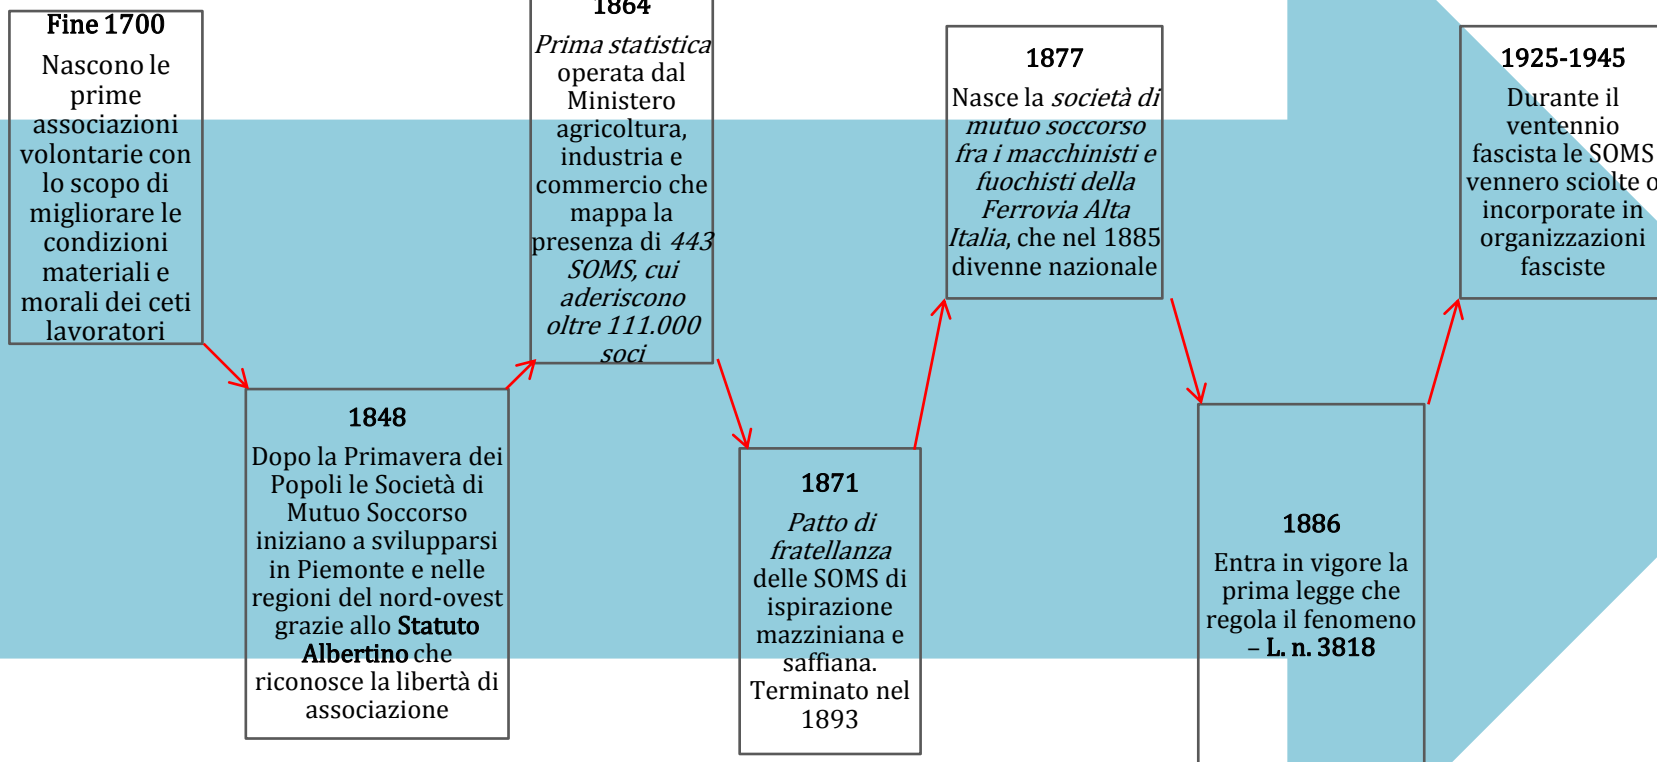 Fine 1700
Nascono le
prime
associazioni
volontarie con
lo scopo di
migliorare le
condizioni
materiali e
morali dei ceti
lavoratori
1848
Dopo la Primavera dei
Popoli le Società di
Mutuo Soccorso
iniziano a svilupparsi
in Piemonte e nelle
regioni del nord-ovest
grazie allo Statuto
Albertino che
riconosce la libertà di
associazione
1864
Prima statistica
operata dal
Ministero
agricoltura,
industria e
commercio che
mappa la
presenza di 443
SOMS, cui
aderiscono
oltre 111.000
soci
1871
Patto di
fratellanza
delle SOMS di
ispirazione
mazziniana e
saffiana.
Terminato nel
1893
1877
Nasce la società di
mutuo soccorso
fra i macchinisti e
fuochisti della
Ferrovia Alta
Italia, che nel 1885
divenne nazionale
1886
Entra in vigore la
prima legge che
regola il fenomeno
– L. n. 3818
1925-1945
Durante il
ventennio
fascista le SOMS
vennero sciolte o
incorporate in
organizzazioni
fasciste